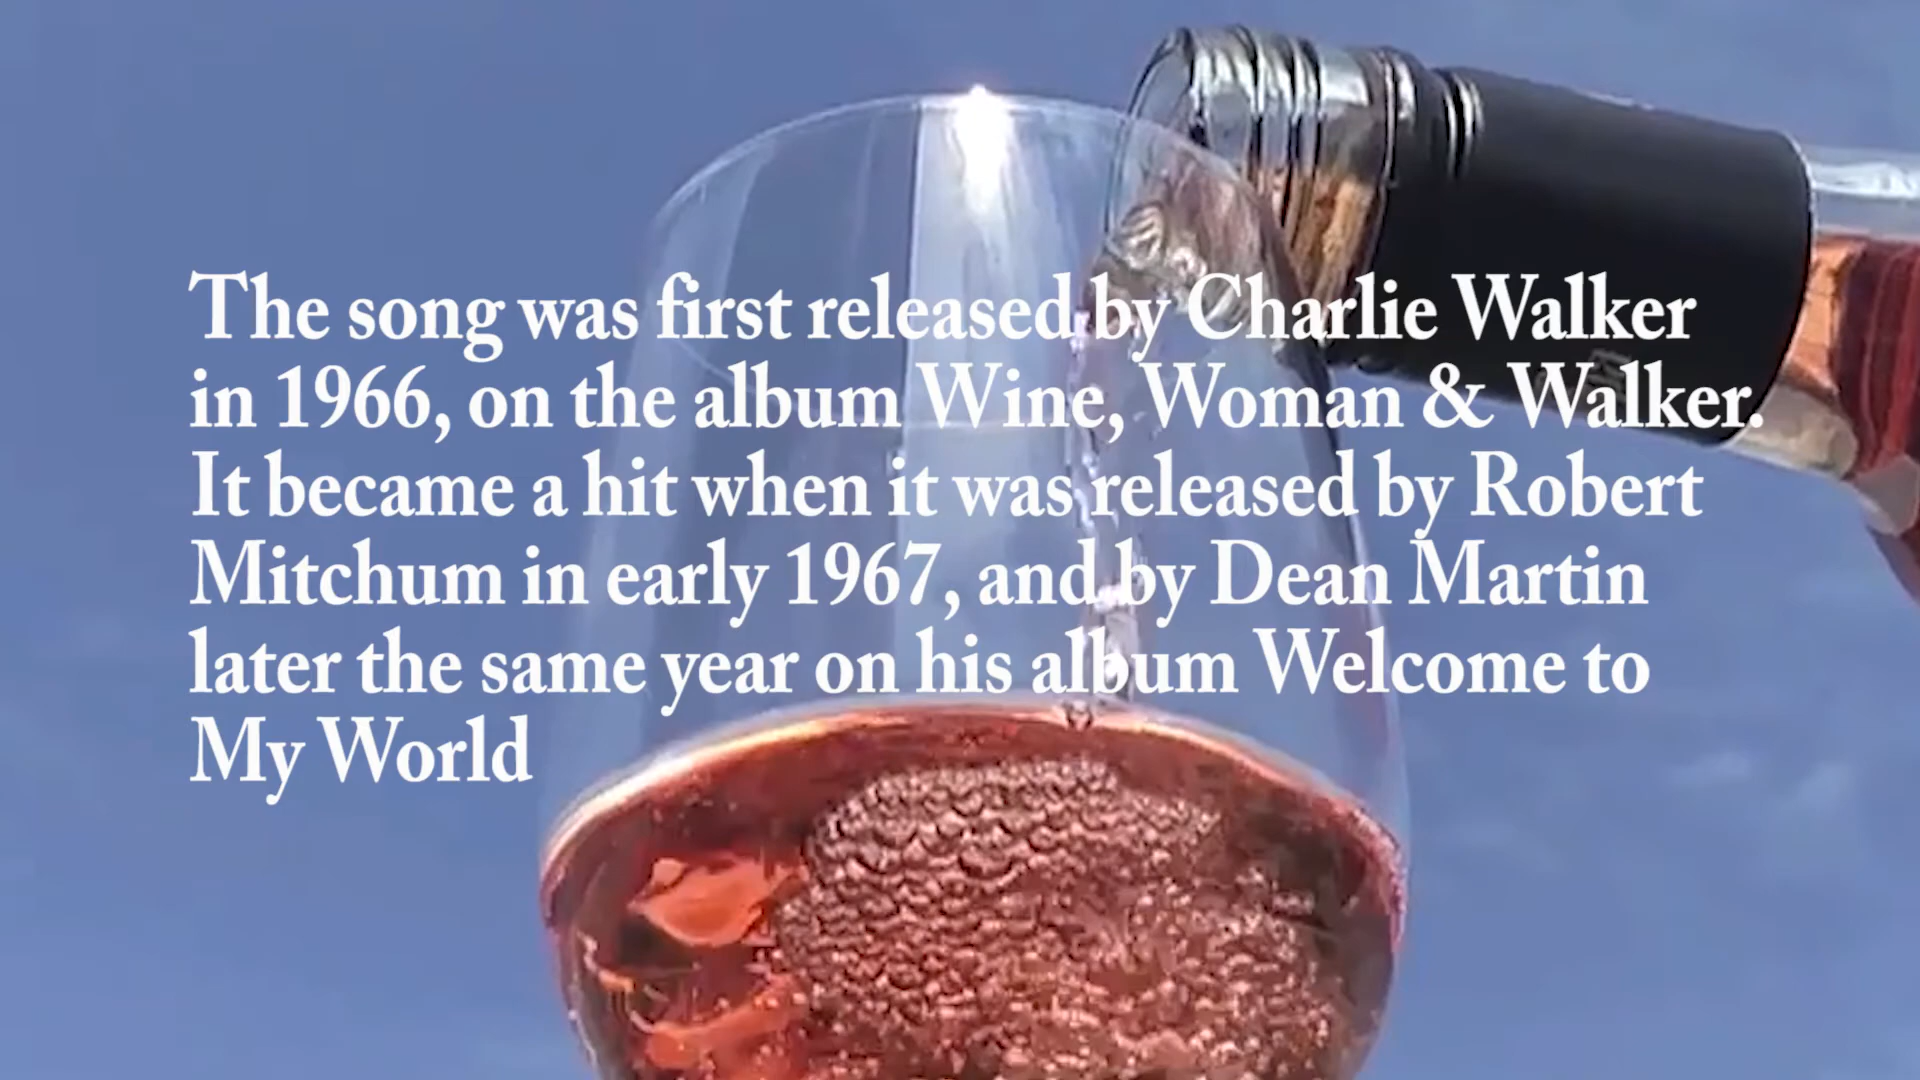 The song was first released by Charlie Walker
in 1966, on the album Wine, Woman & Walker.
It became a hit when it was released by Robert
Mitchum in early 1967, and by Dean Martin
later the same year on his album Welcome to
My World